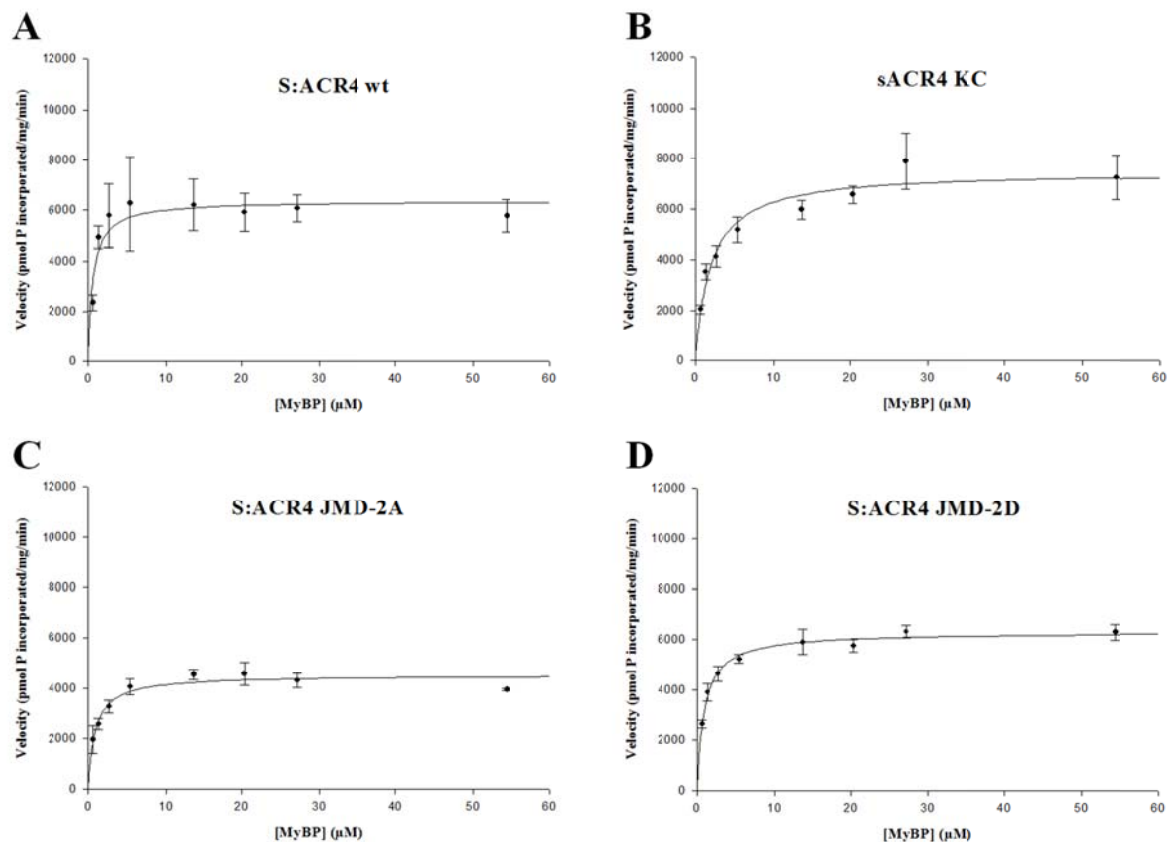 A
S:ACR4 wt
Velocity (pmol P incorporated/mg/min)
12000
10000
8000
6000
4000
2000
0
0 10 20 30 40 50 60
[MyBP] (µM)
B
sACR4 KC
Velocity (pmol P incorporated/mg/min)
12000
10000
8000
6000
4000
2000
0
0 10 20 30 40 50 60
[MyBP] (µM)
C
S:ACR4 JMD-2A
Velocity (pmol P incorporated/mg/min)
12000
10000
8000
6000
4000
2000
0
0 10 20 30 40 50 60
[MyBP] (µM)
D
S:ACR4 JMD-2D
Velocity (pmol P incorporated/mg/min)
12000
10000
8000
6000
4000
2000
0
0 10 20 30 40 50 60
[MyBP] (µM)